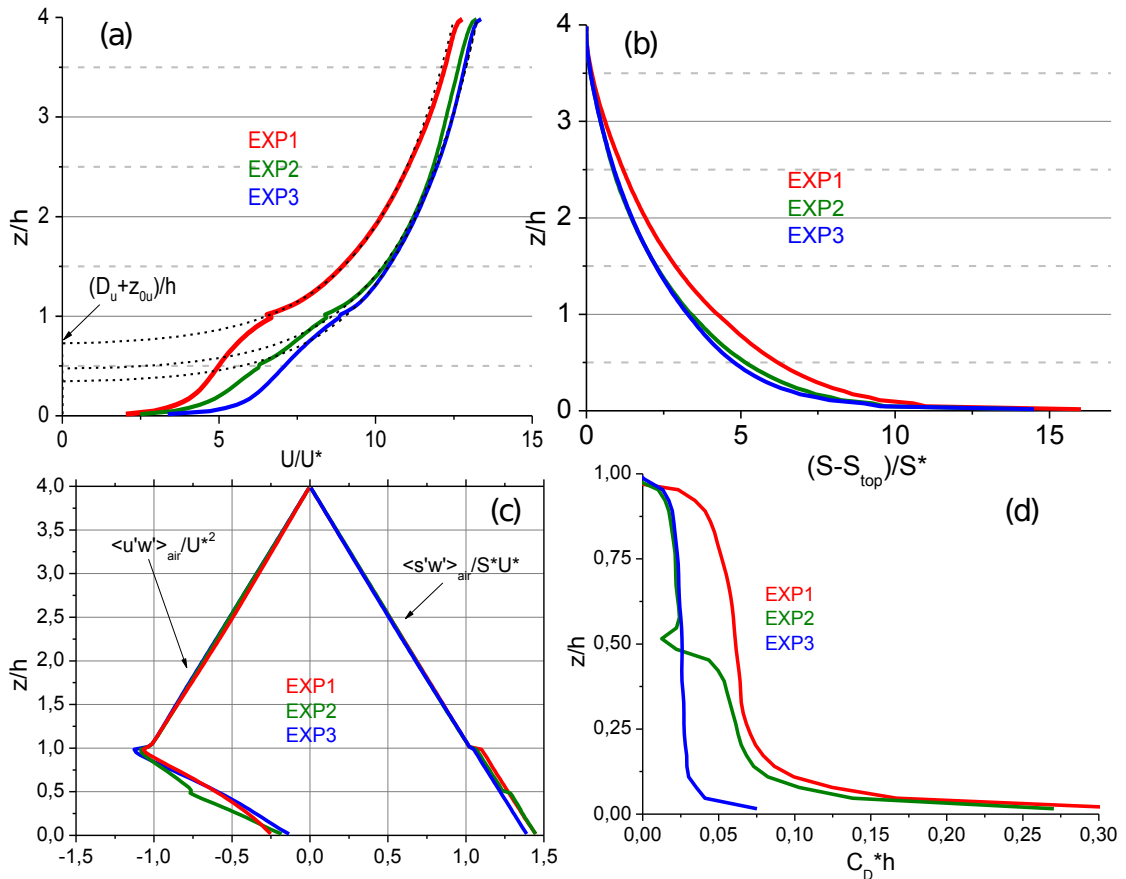 (a)
4
3
2
1
0
z/h
EXP1
EXP2
EXP3
(D_u+z_0u)/h
0
5
10
15
U/U*
(b)
4
3
2
1
0
z/h
EXP1
EXP2
EXP3
0
5
10
15
(S-S_top)/S*
(c)
4,0
3,5
3,0
2,5
2,0
1,5
1,0
0,5
0,0
z/h
<u'w'>_air/U*²
<s'w'>_air/S*U*
EXP1
EXP2
EXP3
-1,5
-1,0
-0,5
0,0
0,5
1,0
1,5
(d)
1,00
0,75
0,50
0,25
0,00
z/h
EXP1
EXP2
EXP3
0,00
0,05
0,10
0,15
0,20
0,25
0,30
C_D*h